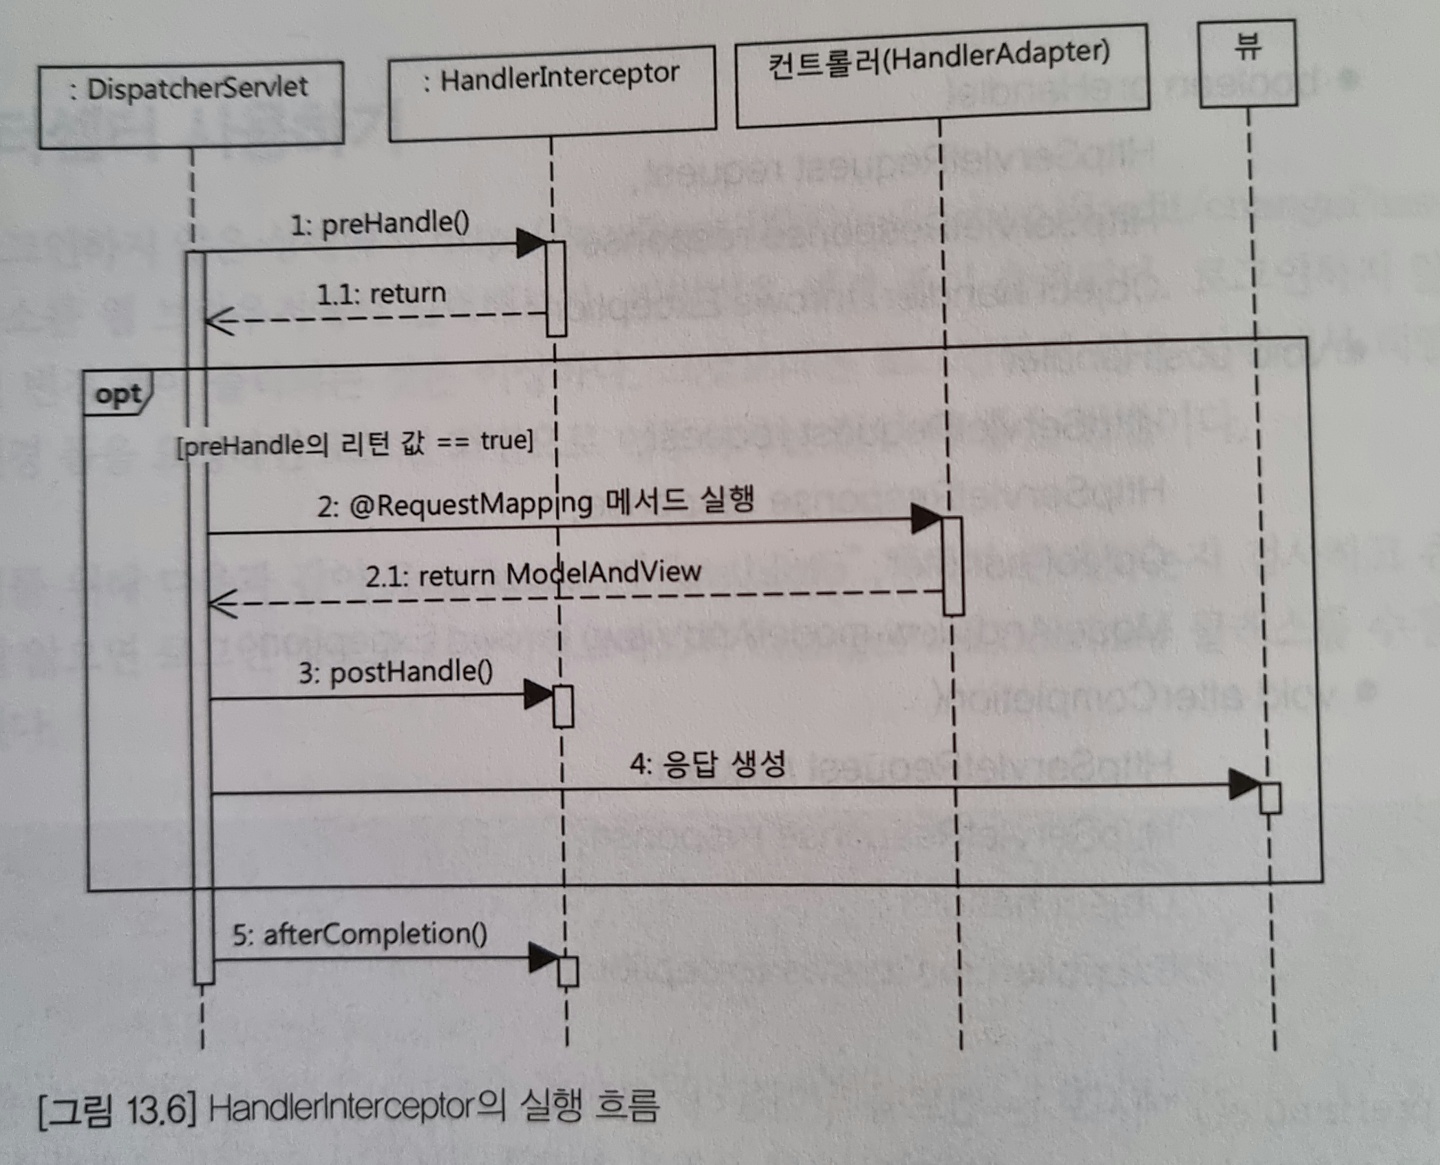 : DispatcherServlet
: HandlerInterceptor
컨트롤러(HandlerAdapter)
뷰
1: preHandle()
1.1: return
opt
[preHandle의 리턴 값 == true]
2: @RequestMapping 메서드 실행
2.1: return ModelAndView
3: postHandle()
4: 응답 생성
5: afterCompletion()
[그림 13.6] HandlerInterceptor의 실행 흐름